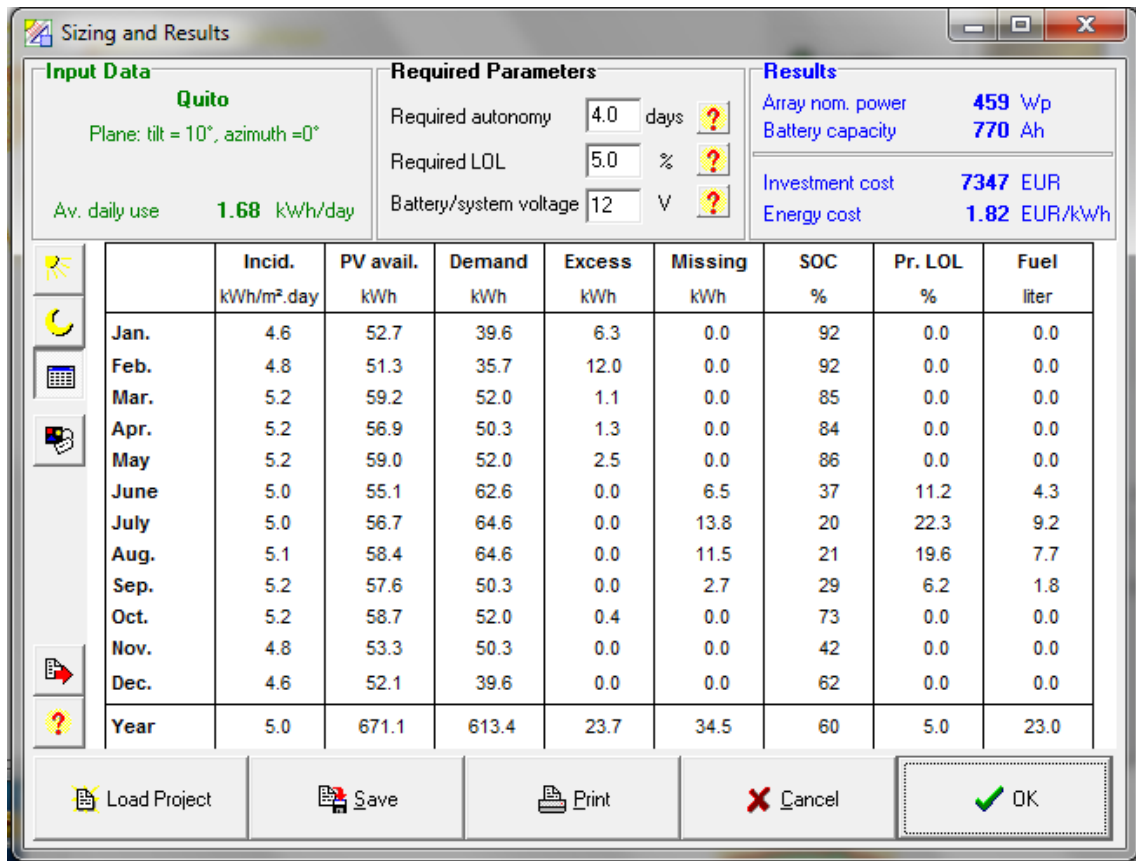 Sizing and Results
Input Data
Quito
Plane: tilt = 10°, azimuth =0°
Av. daily use 1.68 kWh/day
Required Parameters
Required autonomy 4.0 days ?
Required LOL 5.0 % ?
Battery/system voltage 12 V ?
Results
Array nom. power 459 Wp
Battery capacity 770 Ah
Investment cost 7347 EUR
Energy cost 1.82 EUR/kWh
Incid. PV avail. Demand Excess Missing SOC Pr. LOL Fuel
kWh/m².day kWh kWh kWh kWh % % liter
Jan. 4.6 52.7 39.6 6.3 0.0 92 0.0 0.0
Feb. 4.8 51.3 35.7 12.0 0.0 92 0.0 0.0
Mar. 5.2 59.2 52.0 1.1 0.0 85 0.0 0.0
Apr. 5.2 56.9 50.3 1.3 0.0 84 0.0 0.0
May 5.2 59.0 52.0 2.5 0.0 86 0.0 0.0
June 5.0 55.1 62.6 0.0 6.5 37 11.2 4.3
July 5.0 56.7 64.6 0.0 13.8 20 22.3 9.2
Aug. 5.1 58.4 64.6 0.0 11.5 21 19.6 7.7
Sep. 5.2 57.6 50.3 0.0 2.7 29 6.2 1.8
Oct. 5.2 58.7 52.0 0.4 0.0 73 0.0 0.0
Nov. 4.8 53.3 50.3 0.0 0.0 42 0.0 0.0
Dec. 4.6 52.1 39.6 0.0 0.0 62 0.0 0.0
? Year 5.0 671.1 613.4 23.7 34.5 60 5.0 23.0
Load Project Save Print Cancel OK